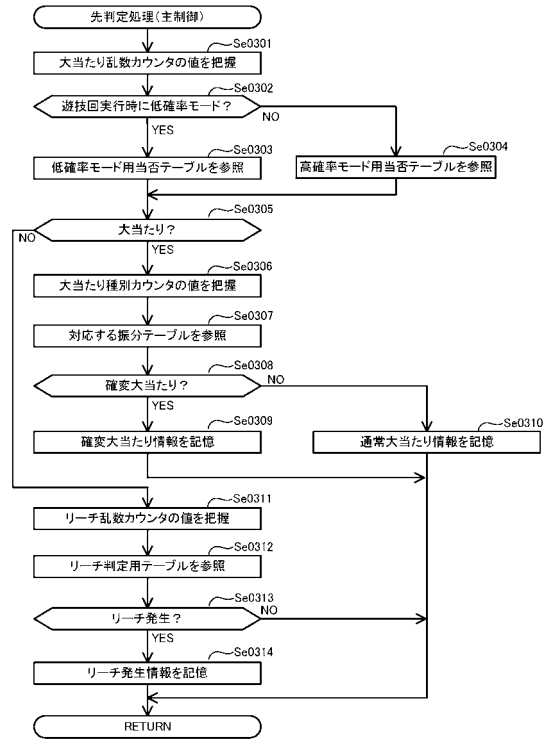 先判定処理(主制御)
Se0301
大当たり乱数カウンタの値を把握
Se0302
遊技回実行時に低確率モード？
NO
YES
Se0303
低確率モード用当否テーブルを参照
Se0304
高確率モード用当否テーブルを参照
Se0305
大当たり？
NO
YES
Se0306
大当たり種別カウンタの値を把握
Se0307
対応する振分テーブルを参照
Se0308
確変大当たり？
NO
YES
Se0309
確変大当たり情報を記憶
Se0310
通常大当たり情報を記憶
Se0311
リーチ乱数カウンタの値を把握
Se0312
リーチ判定用テーブルを参照
Se0313
リーチ発生？
NO
YES
Se0314
リーチ発生情報を記憶
RETURN